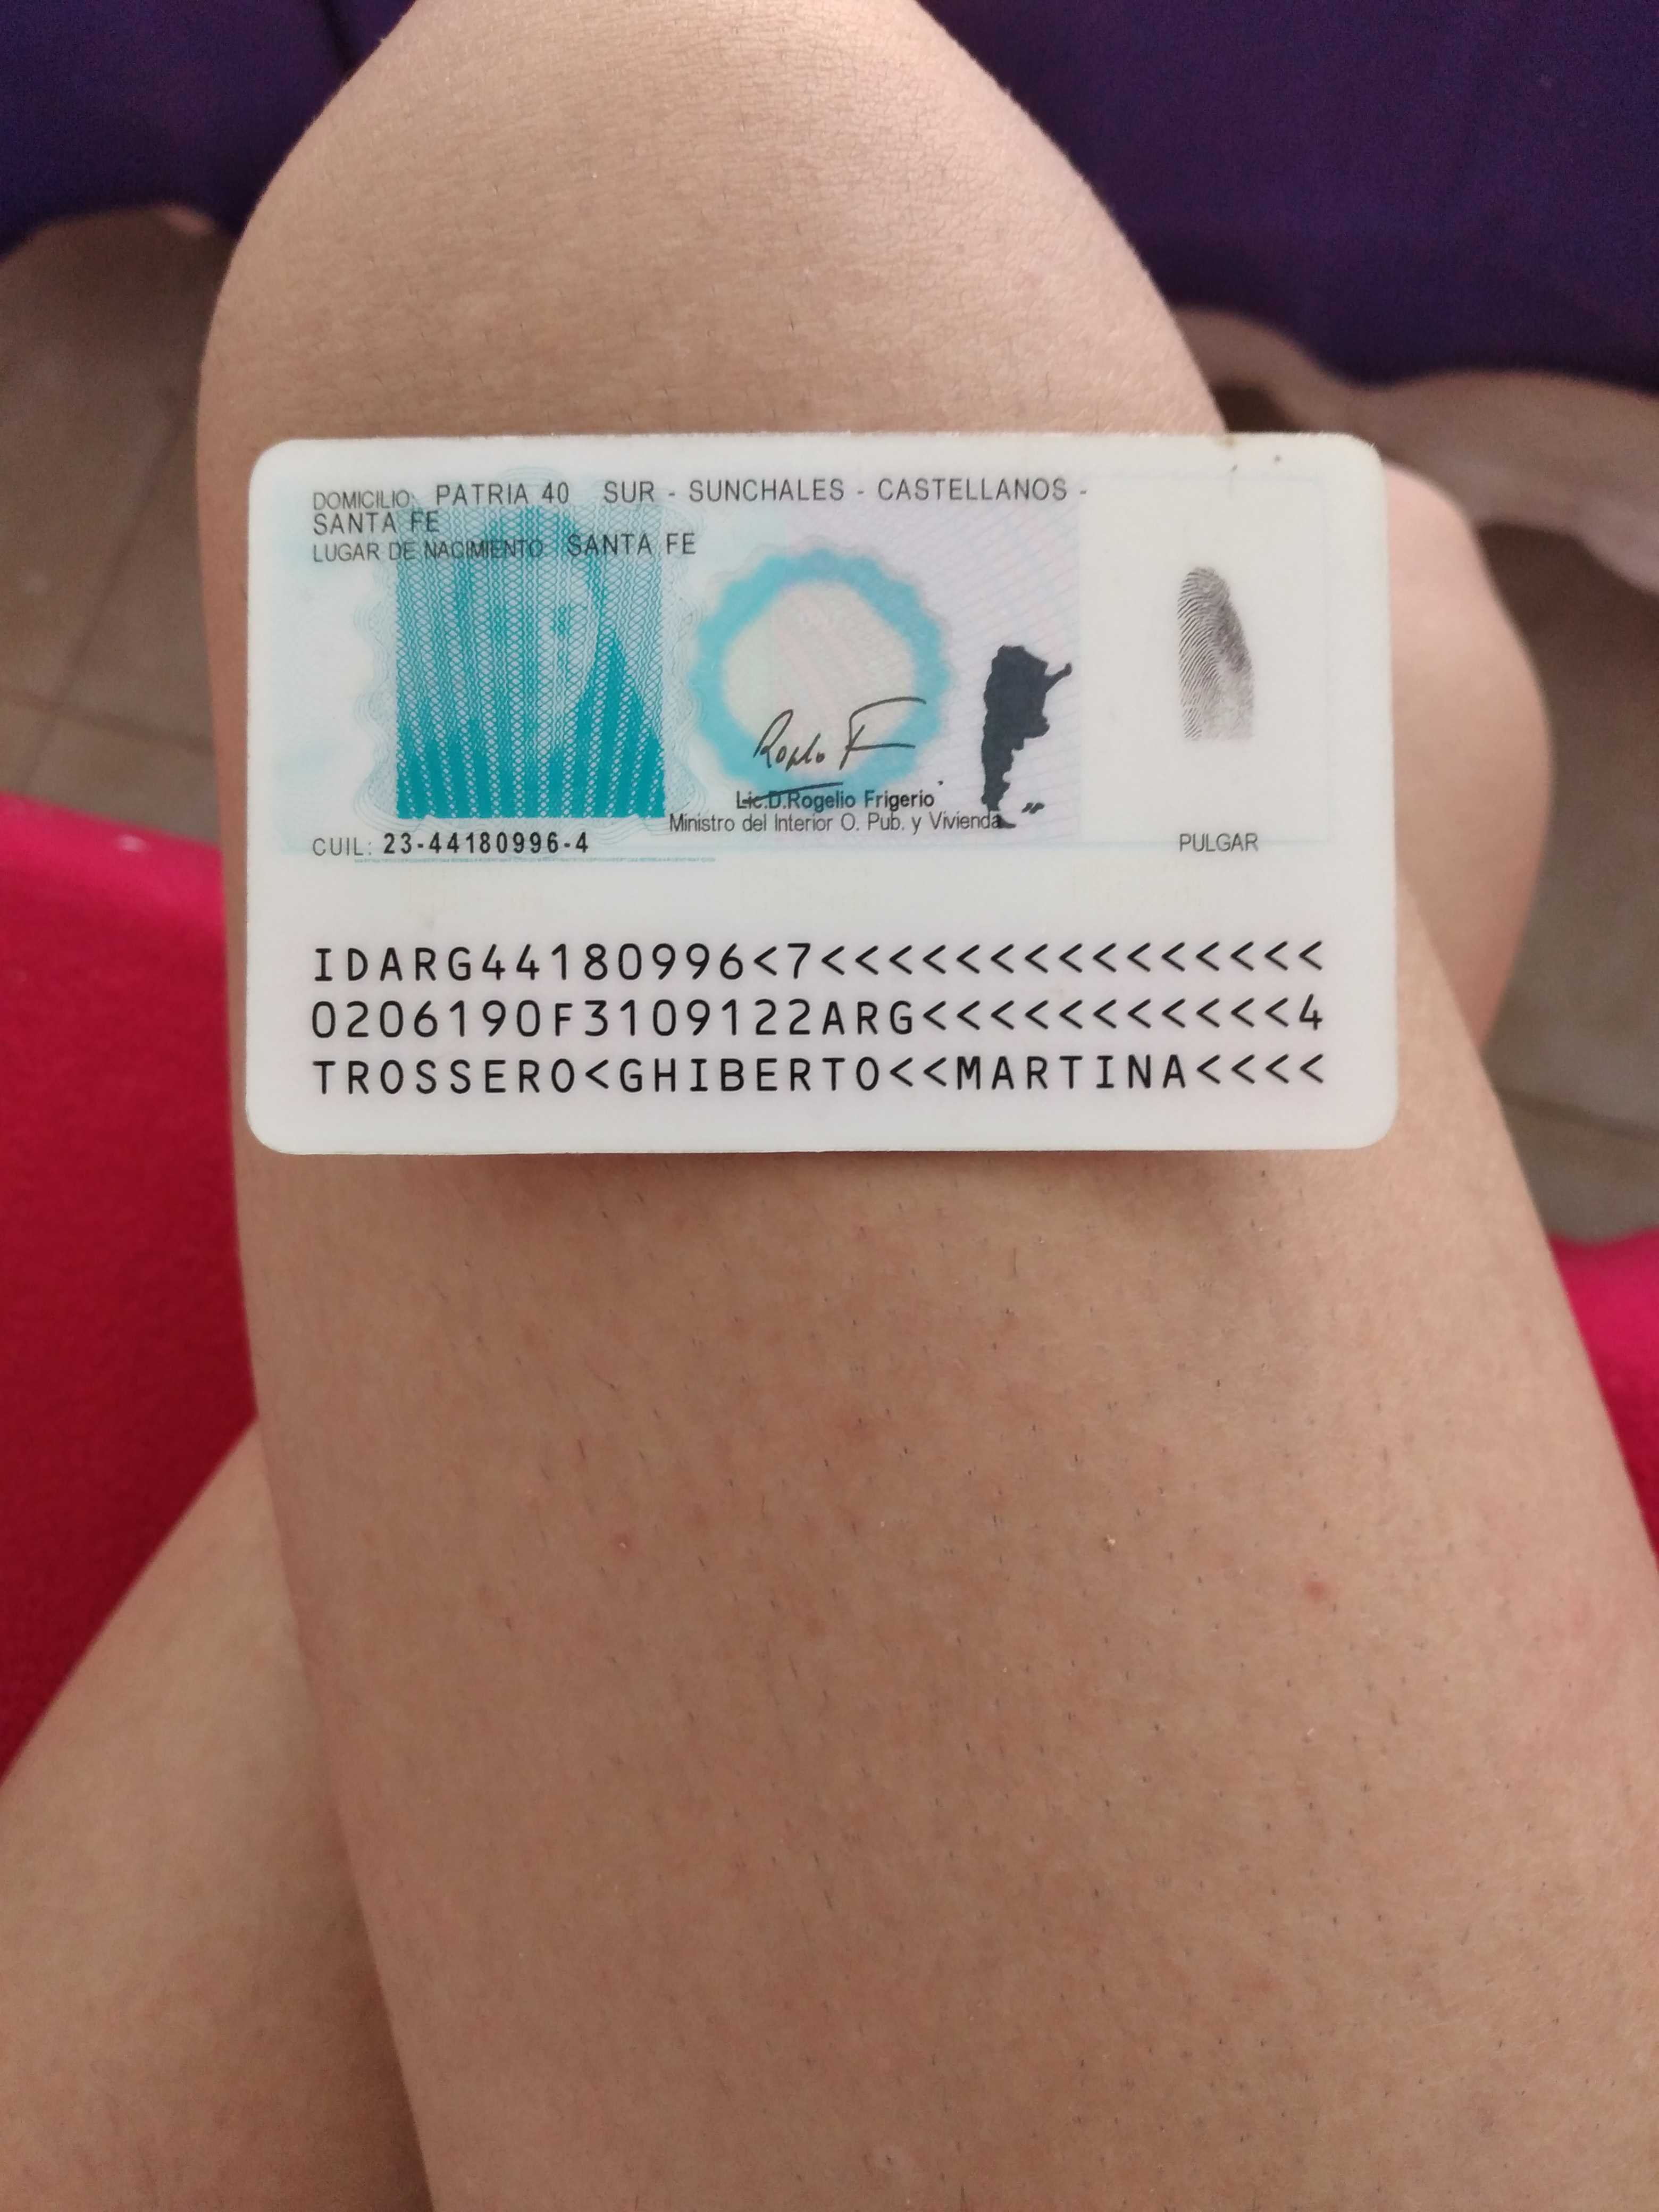 DOMICILIO: PATRIA 40 SUR - SUNCHALES - CASTELLANOS -
SANTA FE
LUGAR DE NACIMIENTO SANTA FE
Lic.D.Rogelio Frigerio
Ministro del Interior O. Pub. y Vivienda
CUIL: 23-44180996-4
PULGAR
IDARG44180996<7<<<<<<<<<<<<<<<
0206190F3109122ARG<<<<<<<<<<<4
TROSSERO<GHIBERTO<<MARTINA<<<<